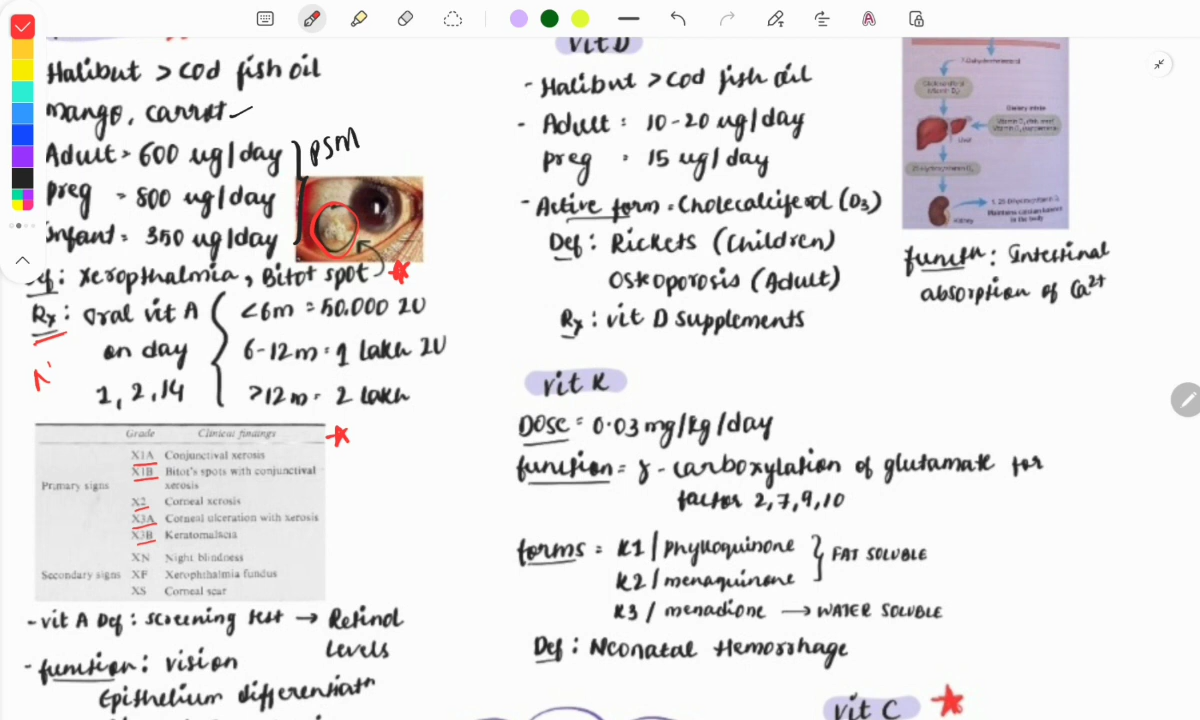 Halibut > cod fish oil
mango, carrot
Adult > 600 ug/day
preg = 800 ug/day
infant = 350 ug/day
PSM
Def: xeropthalmia, Bitot spot
Rx: oral vit A
on day
1, 2, 14
<6m = 50,000 IU
6-12m = 1 Lakh IU
>12m = 2 Lakh
Grade Clinical findings
Primary signs
X1A Conjunctival xerosis
X1B Bitot's spots with conjunctival xerosis
X2 Corneal xerosis
X3A Corneal ulceration with xerosis
X3B Keratomalacia
Secondary signs
XN Night blindness
XF Xerophthalmia fundus
XS Corneal scar
- vit A Def: screening test → Retinol
Levels
- function: vision
Epithelium differentiatn
vit D
- Halibut > cod fish oil
- Adult = 10-20 ug/day
preg = 15 ug/day
- Active form = Cholecalciferol (D3)
Def: Rickets (children)
Osteoporosis (Adult)
Rx: vit D supplements
7-Dehydrocholesterol
Dietary intake
Liver
Kidney
functn: Intestinal
absorption of Ca2+
vit K
Dose = 0.03 mg/kg/day
function = γ-carboxylation of glutamate for
factor 2,7,9,10
forms = K1 / phylloquinone
K2 / menaquinone
FAT SOLUBLE
K3 / menadione → WATER SOLUBLE
Def: Neonatal Hemorrhage
vit C